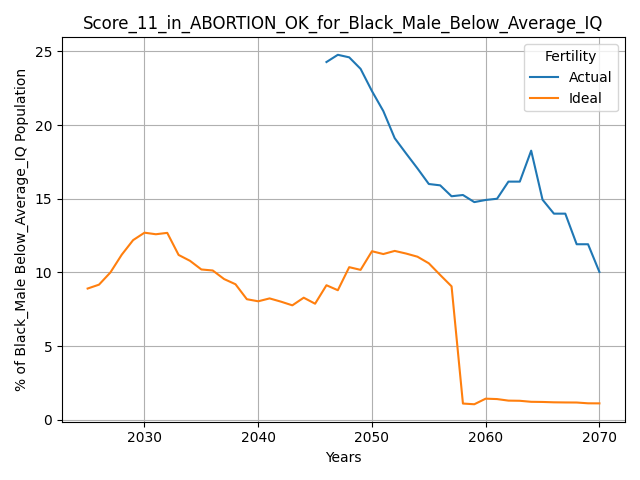 Score_11_in_ABORTION_OK_for_Black_Male_Below_Average_IQ
% of Black_Male Below_Average_IQ Population
25
20
15
10
5
0
Fertility
Actual
Ideal
2030 2040 2050 2060 2070
Years